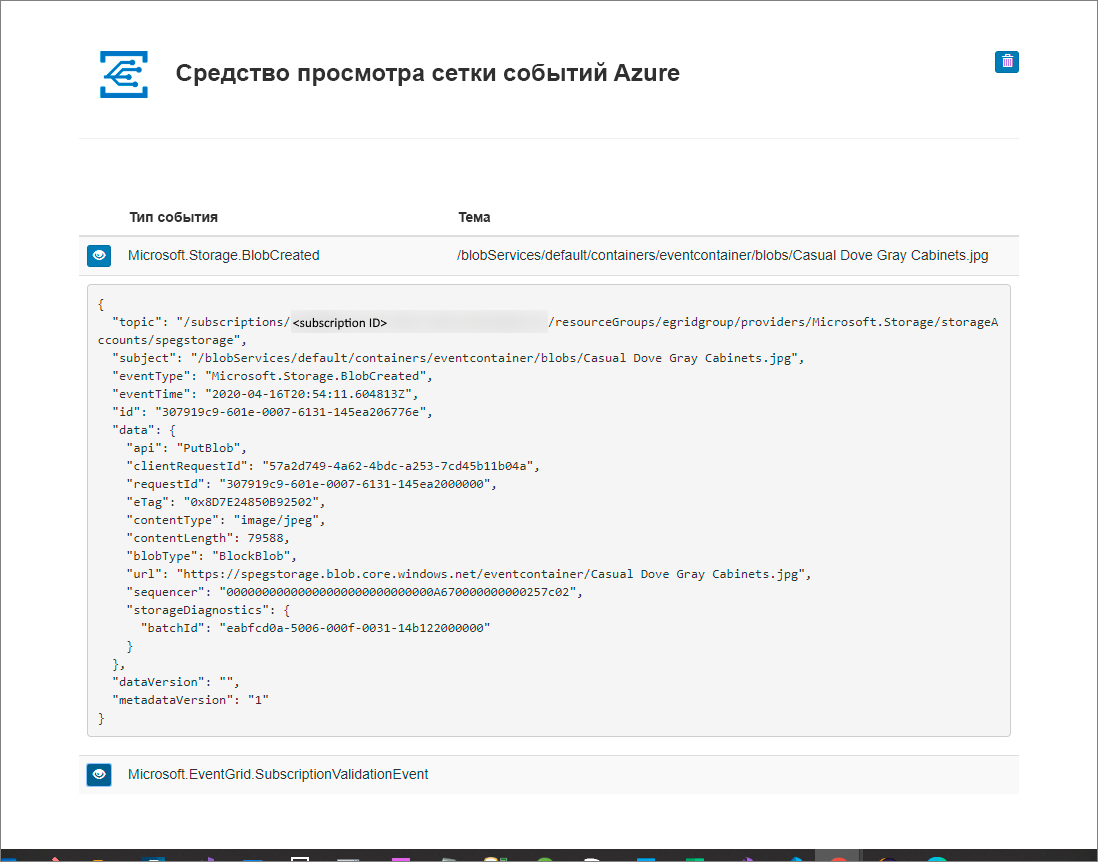 Средство просмотра сетки событий Azure
Тип события Тема
Microsoft.Storage.BlobCreated /blobServices/default/containers/eventcontainer/blobs/Casual Dove Gray Cabinets.jpg
{
"topic": "/subscriptions/ <subscription ID> /resourceGroups/egridgroup/providers/Microsoft.Storage/storageA
ccounts/spegstorage",
"subject": "/blobServices/default/containers/eventcontainer/blobs/Casual Dove Gray Cabinets.jpg",
"eventType": "Microsoft.Storage.BlobCreated",
"eventTime": "2020-04-16T20:54:11.604813Z",
"id": "307919c9-601e-0007-6131-145ea206776e",
"data": {
"api": "PutBlob",
"clientRequestId": "57a2d749-4a62-4bdc-a253-7cd45b11b04a",
"requestId": "307919c9-601e-0007-6131-145ea2000000",
"eTag": "0x8D7E24850B92502",
"contentType": "image/jpeg",
"contentLength": 79588,
"blobType": "BlockBlob",
"url": "https://spegstorage.blob.core.windows.net/eventcontainer/Casual Dove Gray Cabinets.jpg",
"sequencer": "00000000000000000000000000000A670000000000257c02",
"storageDiagnostics": {
"batchId": "eabfcd0a-5006-000f-0031-14b122000000"
}
},
"dataVersion": "",
"metadataVersion": "1"
}
Microsoft.EventGrid.SubscriptionValidationEvent